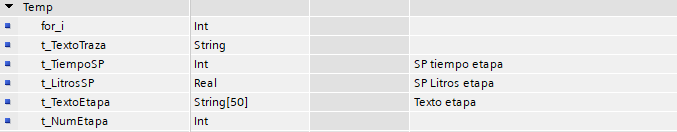 Temp
for_i Int
t_TextoTraza String
t_TiempoSP Int SP tiempo etapa
t_LitrosSP Real SP Litros etapa
t_TextoEtapa String[50] Texto etapa
t_NumEtapa Int